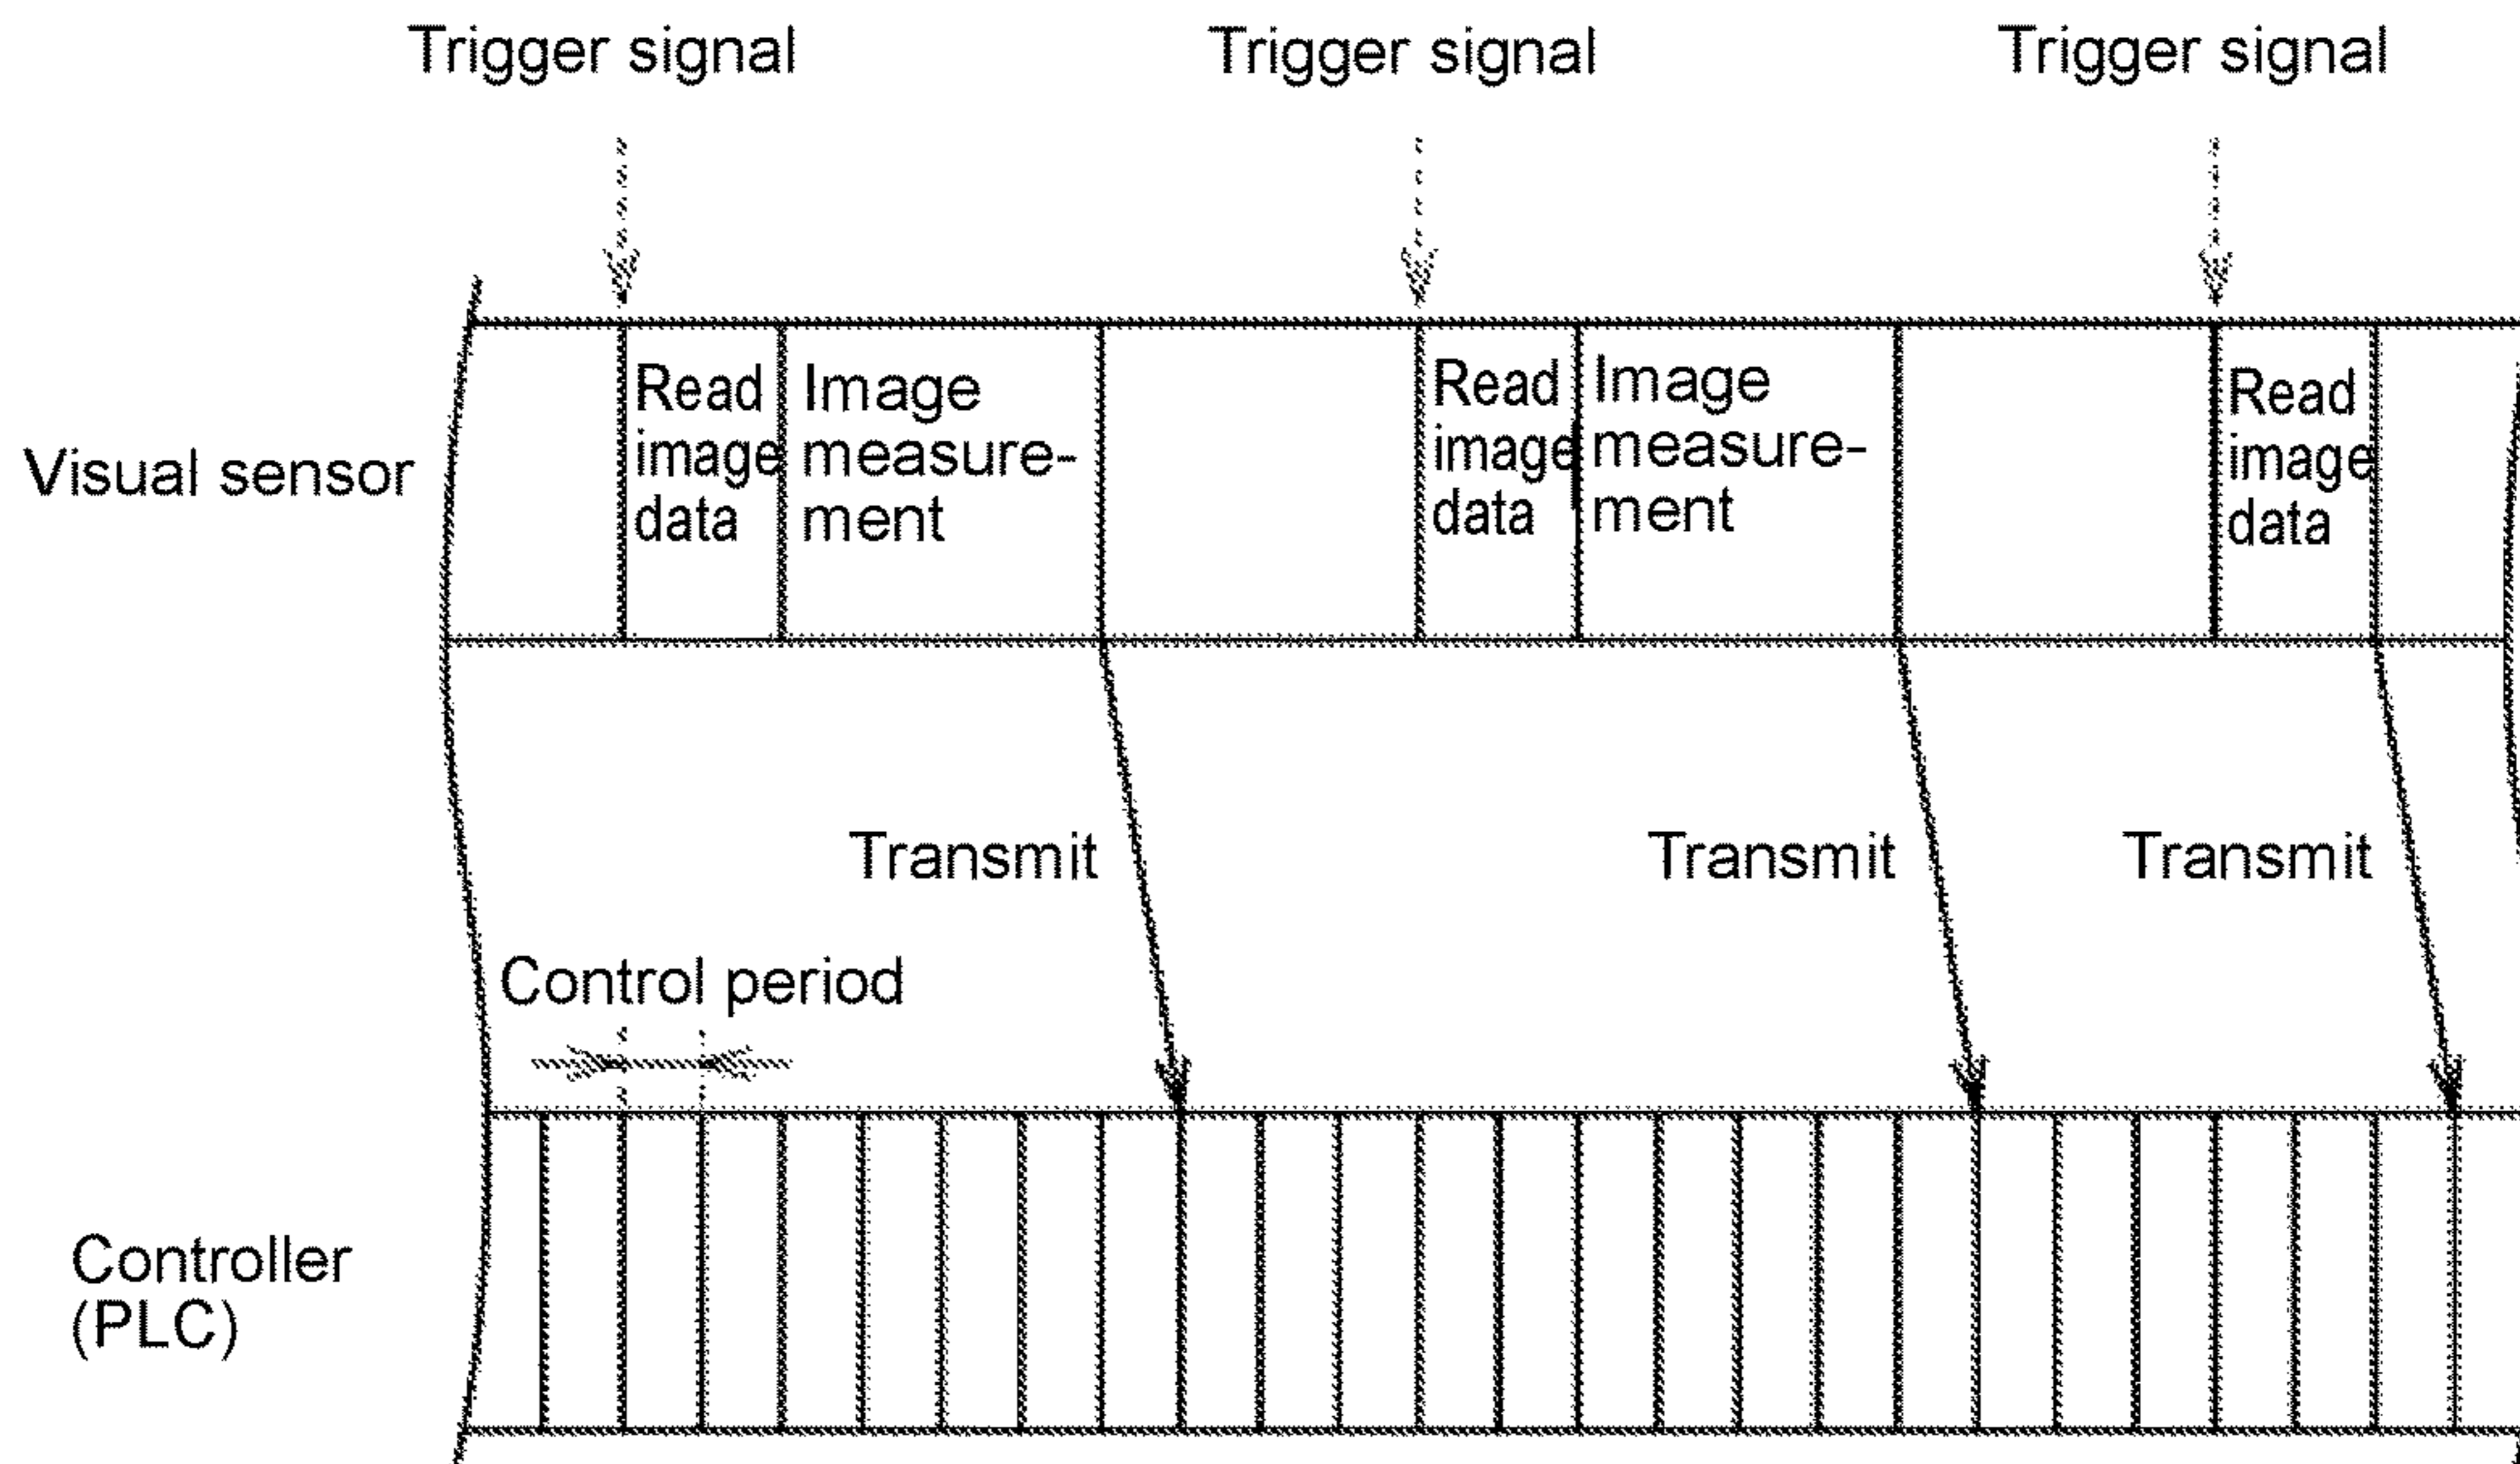 Trigger signal
Trigger signal
Trigger signal
Visual sensor
Read
image
data
Image
measure-
ment
Read
image
data
Image
measure-
ment
Read
image
data
Transmit
Transmit
Transmit
Control period
Controller
(PLC)